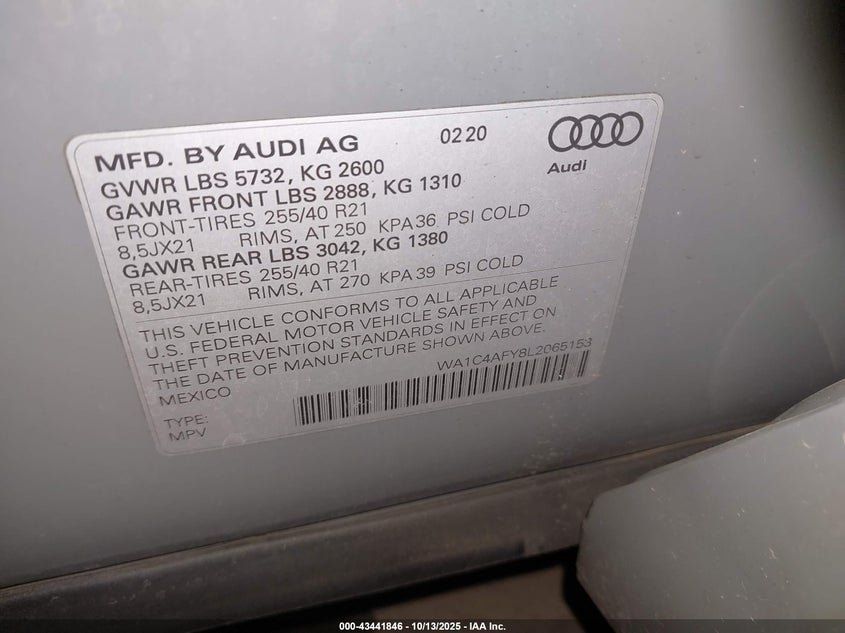 MFD. BY AUDI AG 02 20
GVWR LBS 5732, KG 2600
Audi
GAWR FRONT LBS 2888, KG 1310
FRONT-TIRES 255/40 R21
8,5JX21 RIMS, AT 250 KPA 36 PSI COLD
GAWR REAR LBS 3042, KG 1380
REAR-TIRES 255/40 R21
8,5JX21 RIMS, AT 270 KPA 39 PSI COLD
THIS VEHICLE CONFORMS TO ALL APPLICABLE
U.S. FEDERAL MOTOR VEHICLE SAFETY AND
THEFT PREVENTION STANDARDS IN EFFECT ON
THE DATE OF MANUFACTURE SHOWN ABOVE.
MEXICO WA1C4AFY8L2065153
TYPE:
MPV
000-43441846 - 10/13/2025 - IAA Inc.